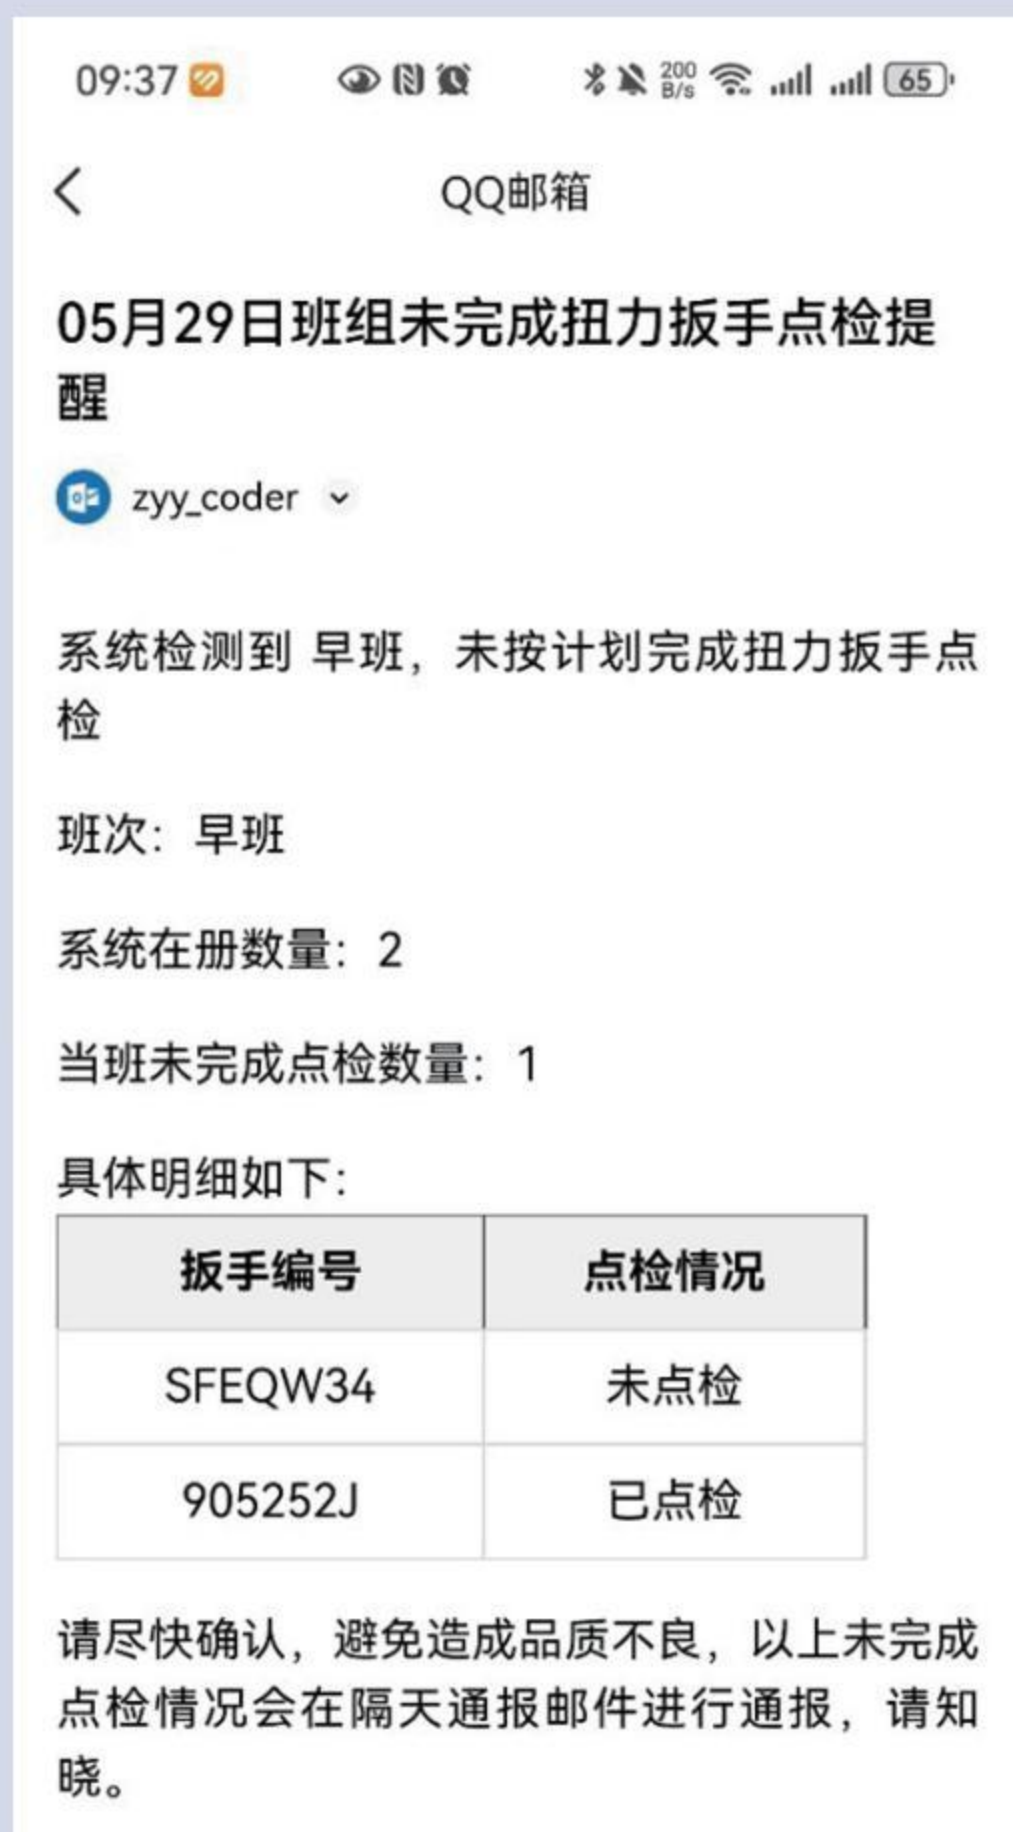 09:37 200 B/s 65
QQ邮箱
05月29日班组未完成扭力扳手点检提
醒
zyy_coder
系统检测到 早班，未按计划完成扭力扳手点
检
班次：早班
系统在册数量：2
当班未完成点检数量：1
具体明细如下：
扳手编号 点检情况
SFEQW34 未点检
905252J 已点检
请尽快确认，避免造成品质不良，以上未完成
点检情况会在隔天通报邮件进行通报，请知
晓。